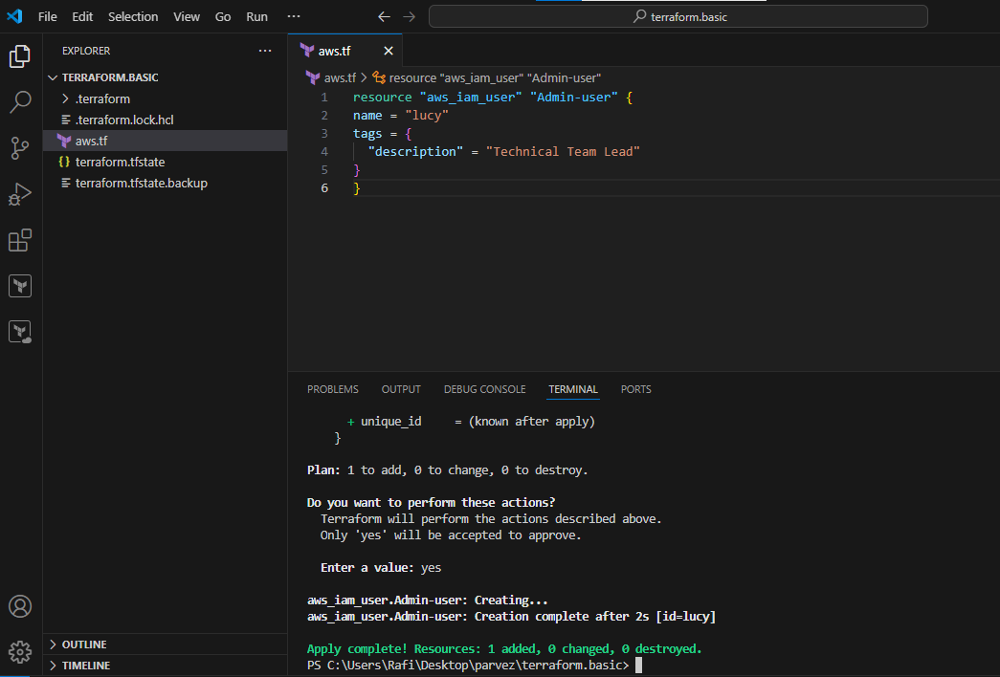 File Edit Selection View Go Run ···
terraform.basic
EXPLORER
TERRAFORM.BASIC
.terraform
.terraform.lock.hcl
aws.tf
terraform.tfstate
terraform.tfstate.backup
OUTLINE
TIMELINE
aws.tf
aws.tf > resource "aws_iam_user" "Admin-user"
1 resource "aws_iam_user" "Admin-user" {
2 name = "lucy"
3 tags = {
4 "description" = "Technical Team Lead"
5 }
6 }
PROBLEMS OUTPUT DEBUG CONSOLE TERMINAL PORTS
+ unique_id = (known after apply)
}
Plan: 1 to add, 0 to change, 0 to destroy.
Do you want to perform these actions?
Terraform will perform the actions described above.
Only 'yes' will be accepted to approve.
Enter a value: yes
aws_iam_user.Admin-user: Creating...
aws_iam_user.Admin-user: Creation complete after 2s [id=lucy]
Apply complete! Resources: 1 added, 0 changed, 0 destroyed.
PS C:\Users\Rafi\Desktop\parvez\terraform.basic>